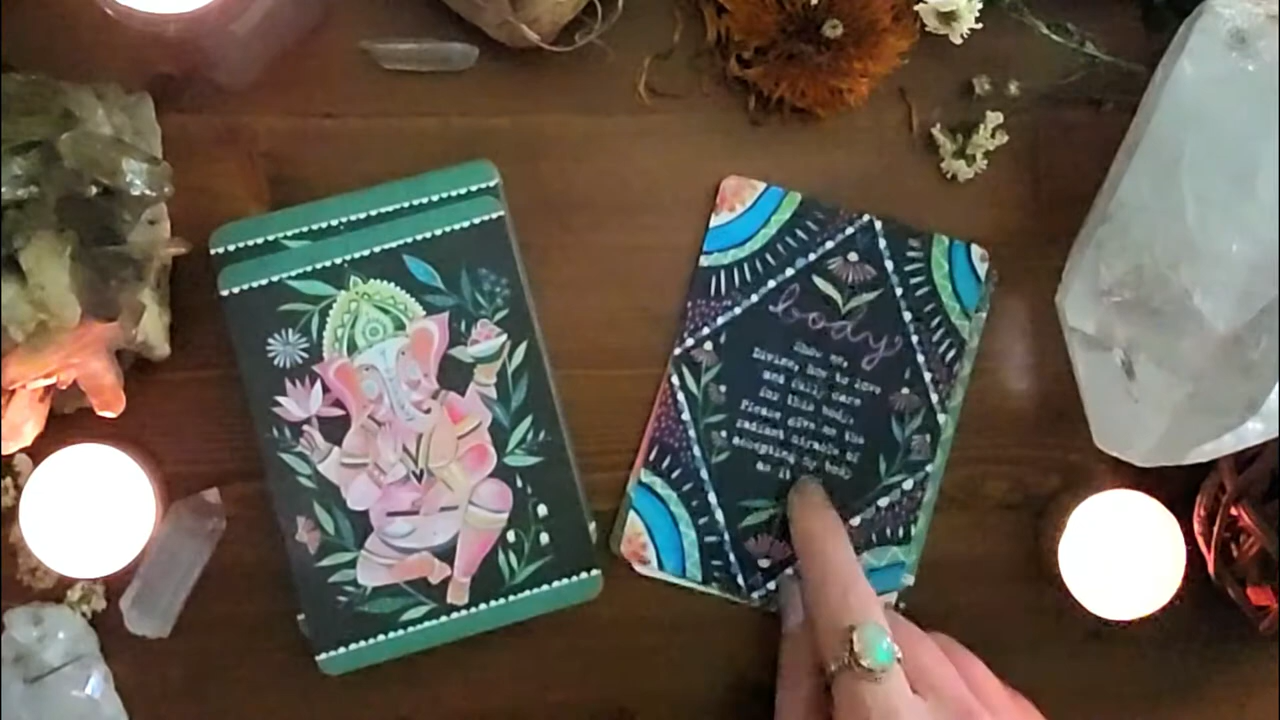 body
Show me,
Divine, how to love
and fully care
for this body.
Please give me the
radiant miracle of
accepting my body
as it